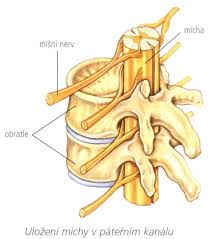 mícha
míšní nerv
obratle
Uložení míchy v páteřním kanálu